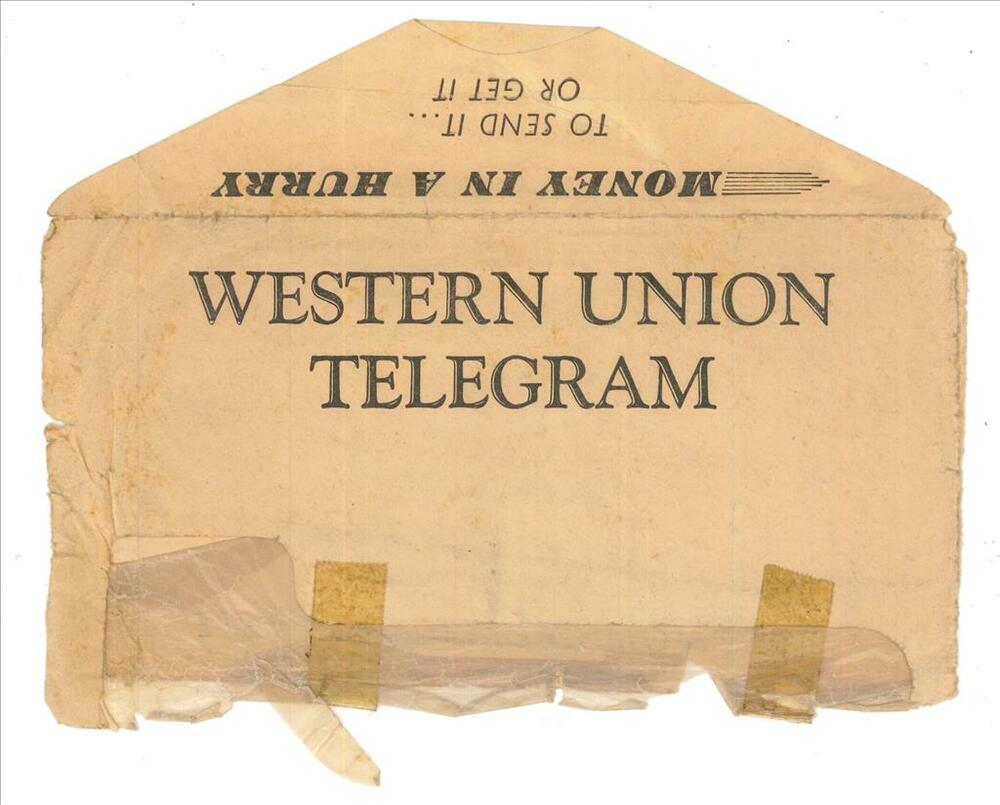 MONEY IN A HURRY
TO SEND IT...
OR GET IT
WESTERN UNION
TELEGRAM